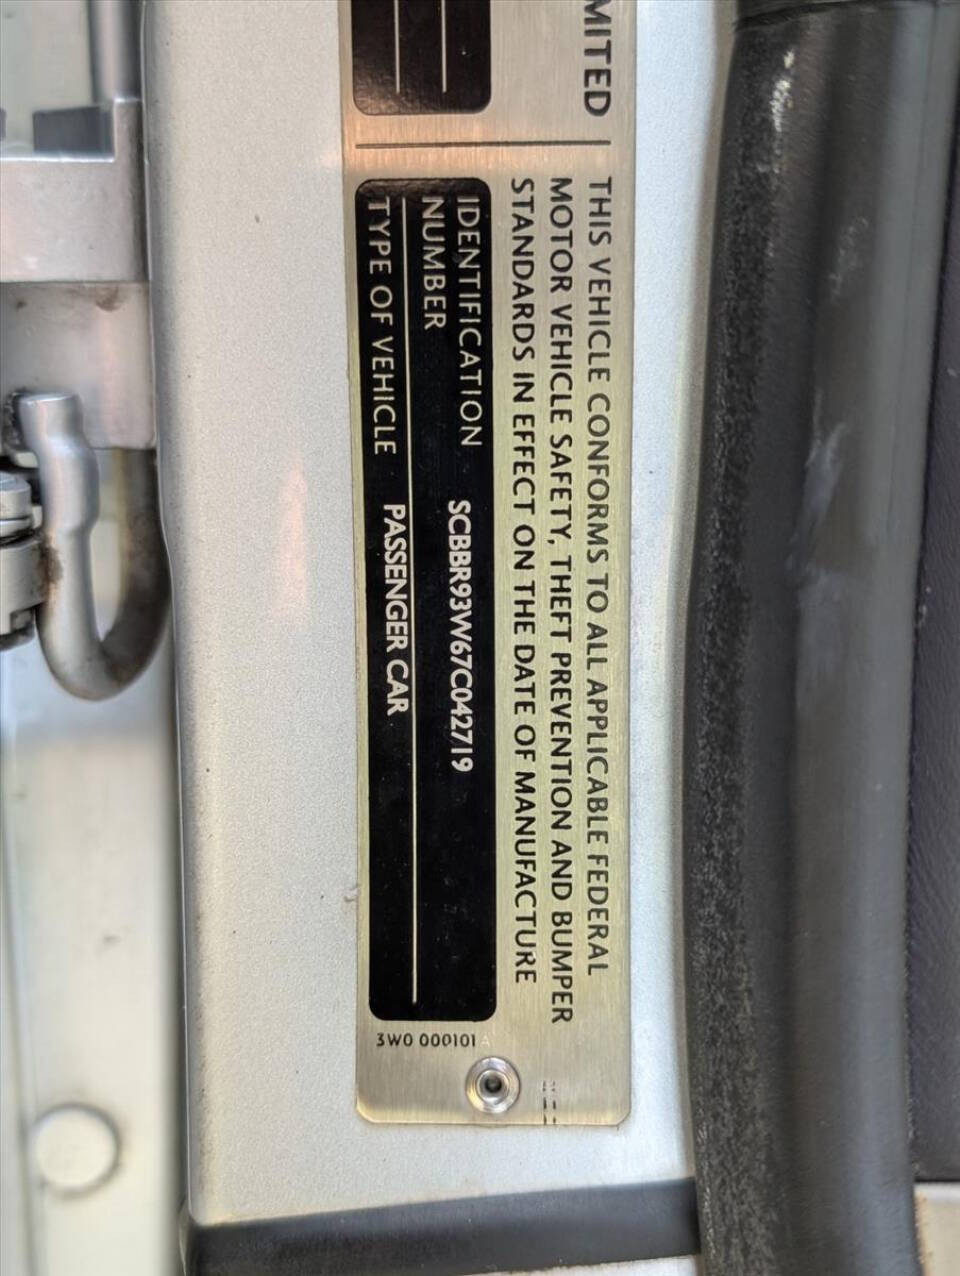 MITED
THIS VEHICLE CONFORMS TO ALL APPLICABLE FEDERAL
MOTOR VEHICLE SAFETY, THEFT PREVENTION AND BUMPER
STANDARDS IN EFFECT ON THE DATE OF MANUFACTURE
IDENTIFICATION
NUMBER SCBBR93W67C042719
TYPE OF VEHICLE PASSENGER CAR
3W0 000101 A